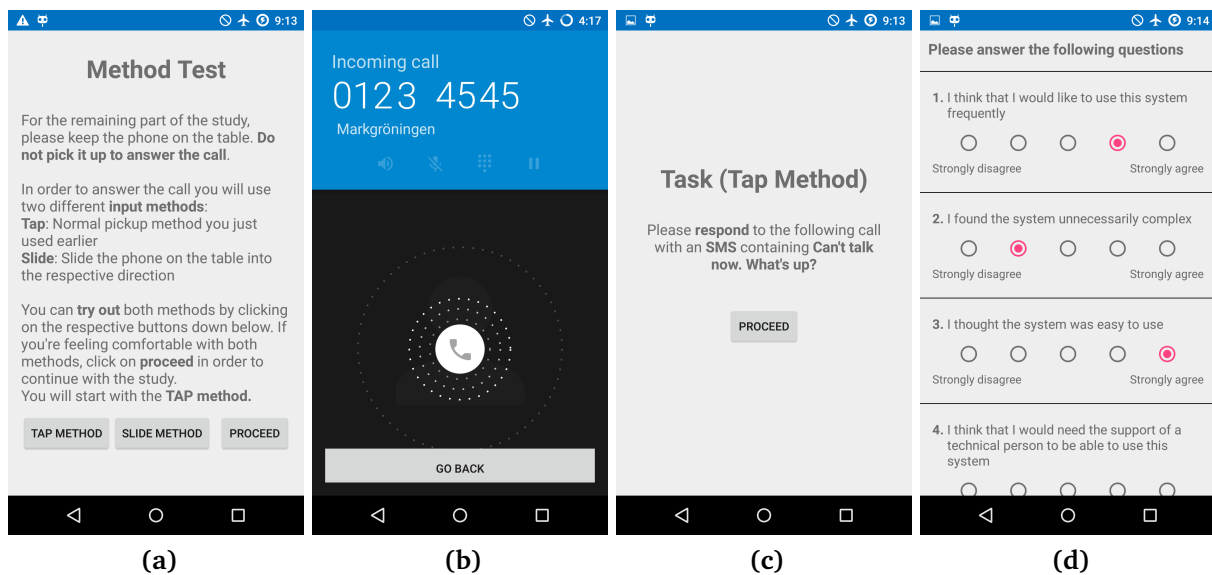 9:13
Method Test
For the remaining part of the study,
please keep the phone on the table. Do
not pick it up to answer the call.
In order to answer the call you will use
two different input methods:
Tap: Normal pickup method you just
used earlier
Slide: Slide the phone on the table into
the respective direction
You can try out both methods by clicking
on the respective buttons down below. If
you're feeling comfortable with both
methods, click on proceed in order to
continue with the study.
You will start with the TAP method.
TAP METHOD SLIDE METHOD PROCEED
(a)
4:17
Incoming call
0123 4545
Markgröningen
GO BACK
(b)
9:13
Task (Tap Method)
Please respond to the following call
with an SMS containing Can't talk
now. What's up?
PROCEED
(c)
9:14
Please answer the following questions
1. I think that I would like to use this system
frequently
Strongly disagree Strongly agree
2. I found the system unnecessarily complex
Strongly disagree Strongly agree
3. I thought the system was easy to use
Strongly disagree Strongly agree
4. I think that I would need the support of a
technical person to be able to use this
system
(d)